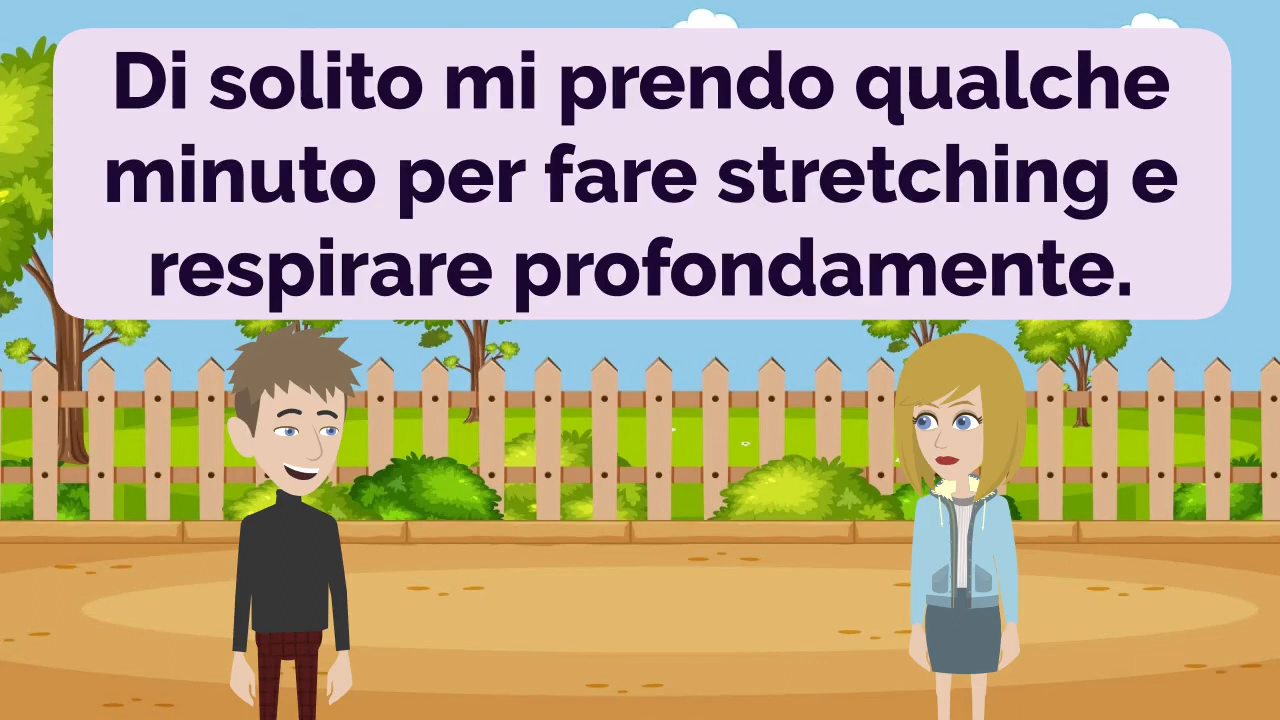 Di solito mi prendo qualche
minuto per fare stretching e
respirare profondamente.